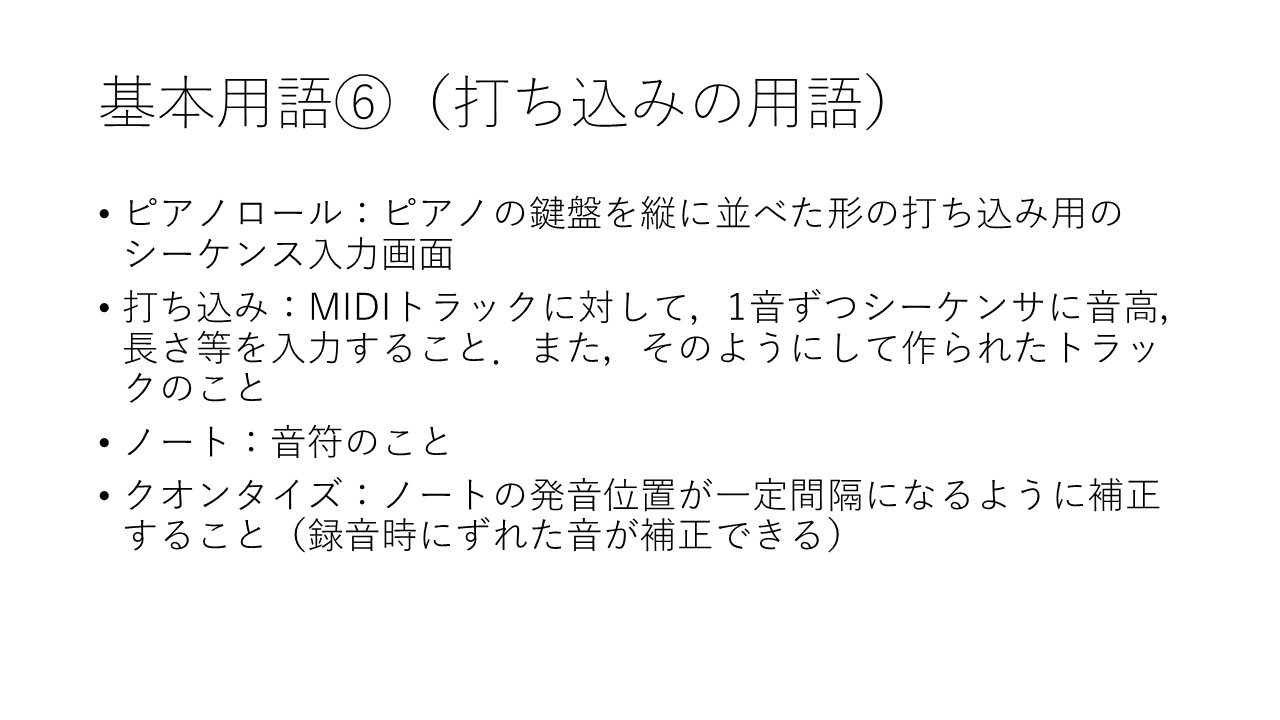 基本用語⑥（打ち込みの用語）
• ピアノロール：ピアノの鍵盤を縦に並べた形の打ち込み用の
シーケンス入力画面
• 打ち込み：MIDIトラックに対して，1音ずつシーケンサに音高，
長さ等を入力すること．また，そのようにして作られたトラッ
クのこと
• ノート：音符のこと
• クオンタイズ：ノートの発音位置が一定間隔になるように補正
すること（録音時にずれた音が補正できる）